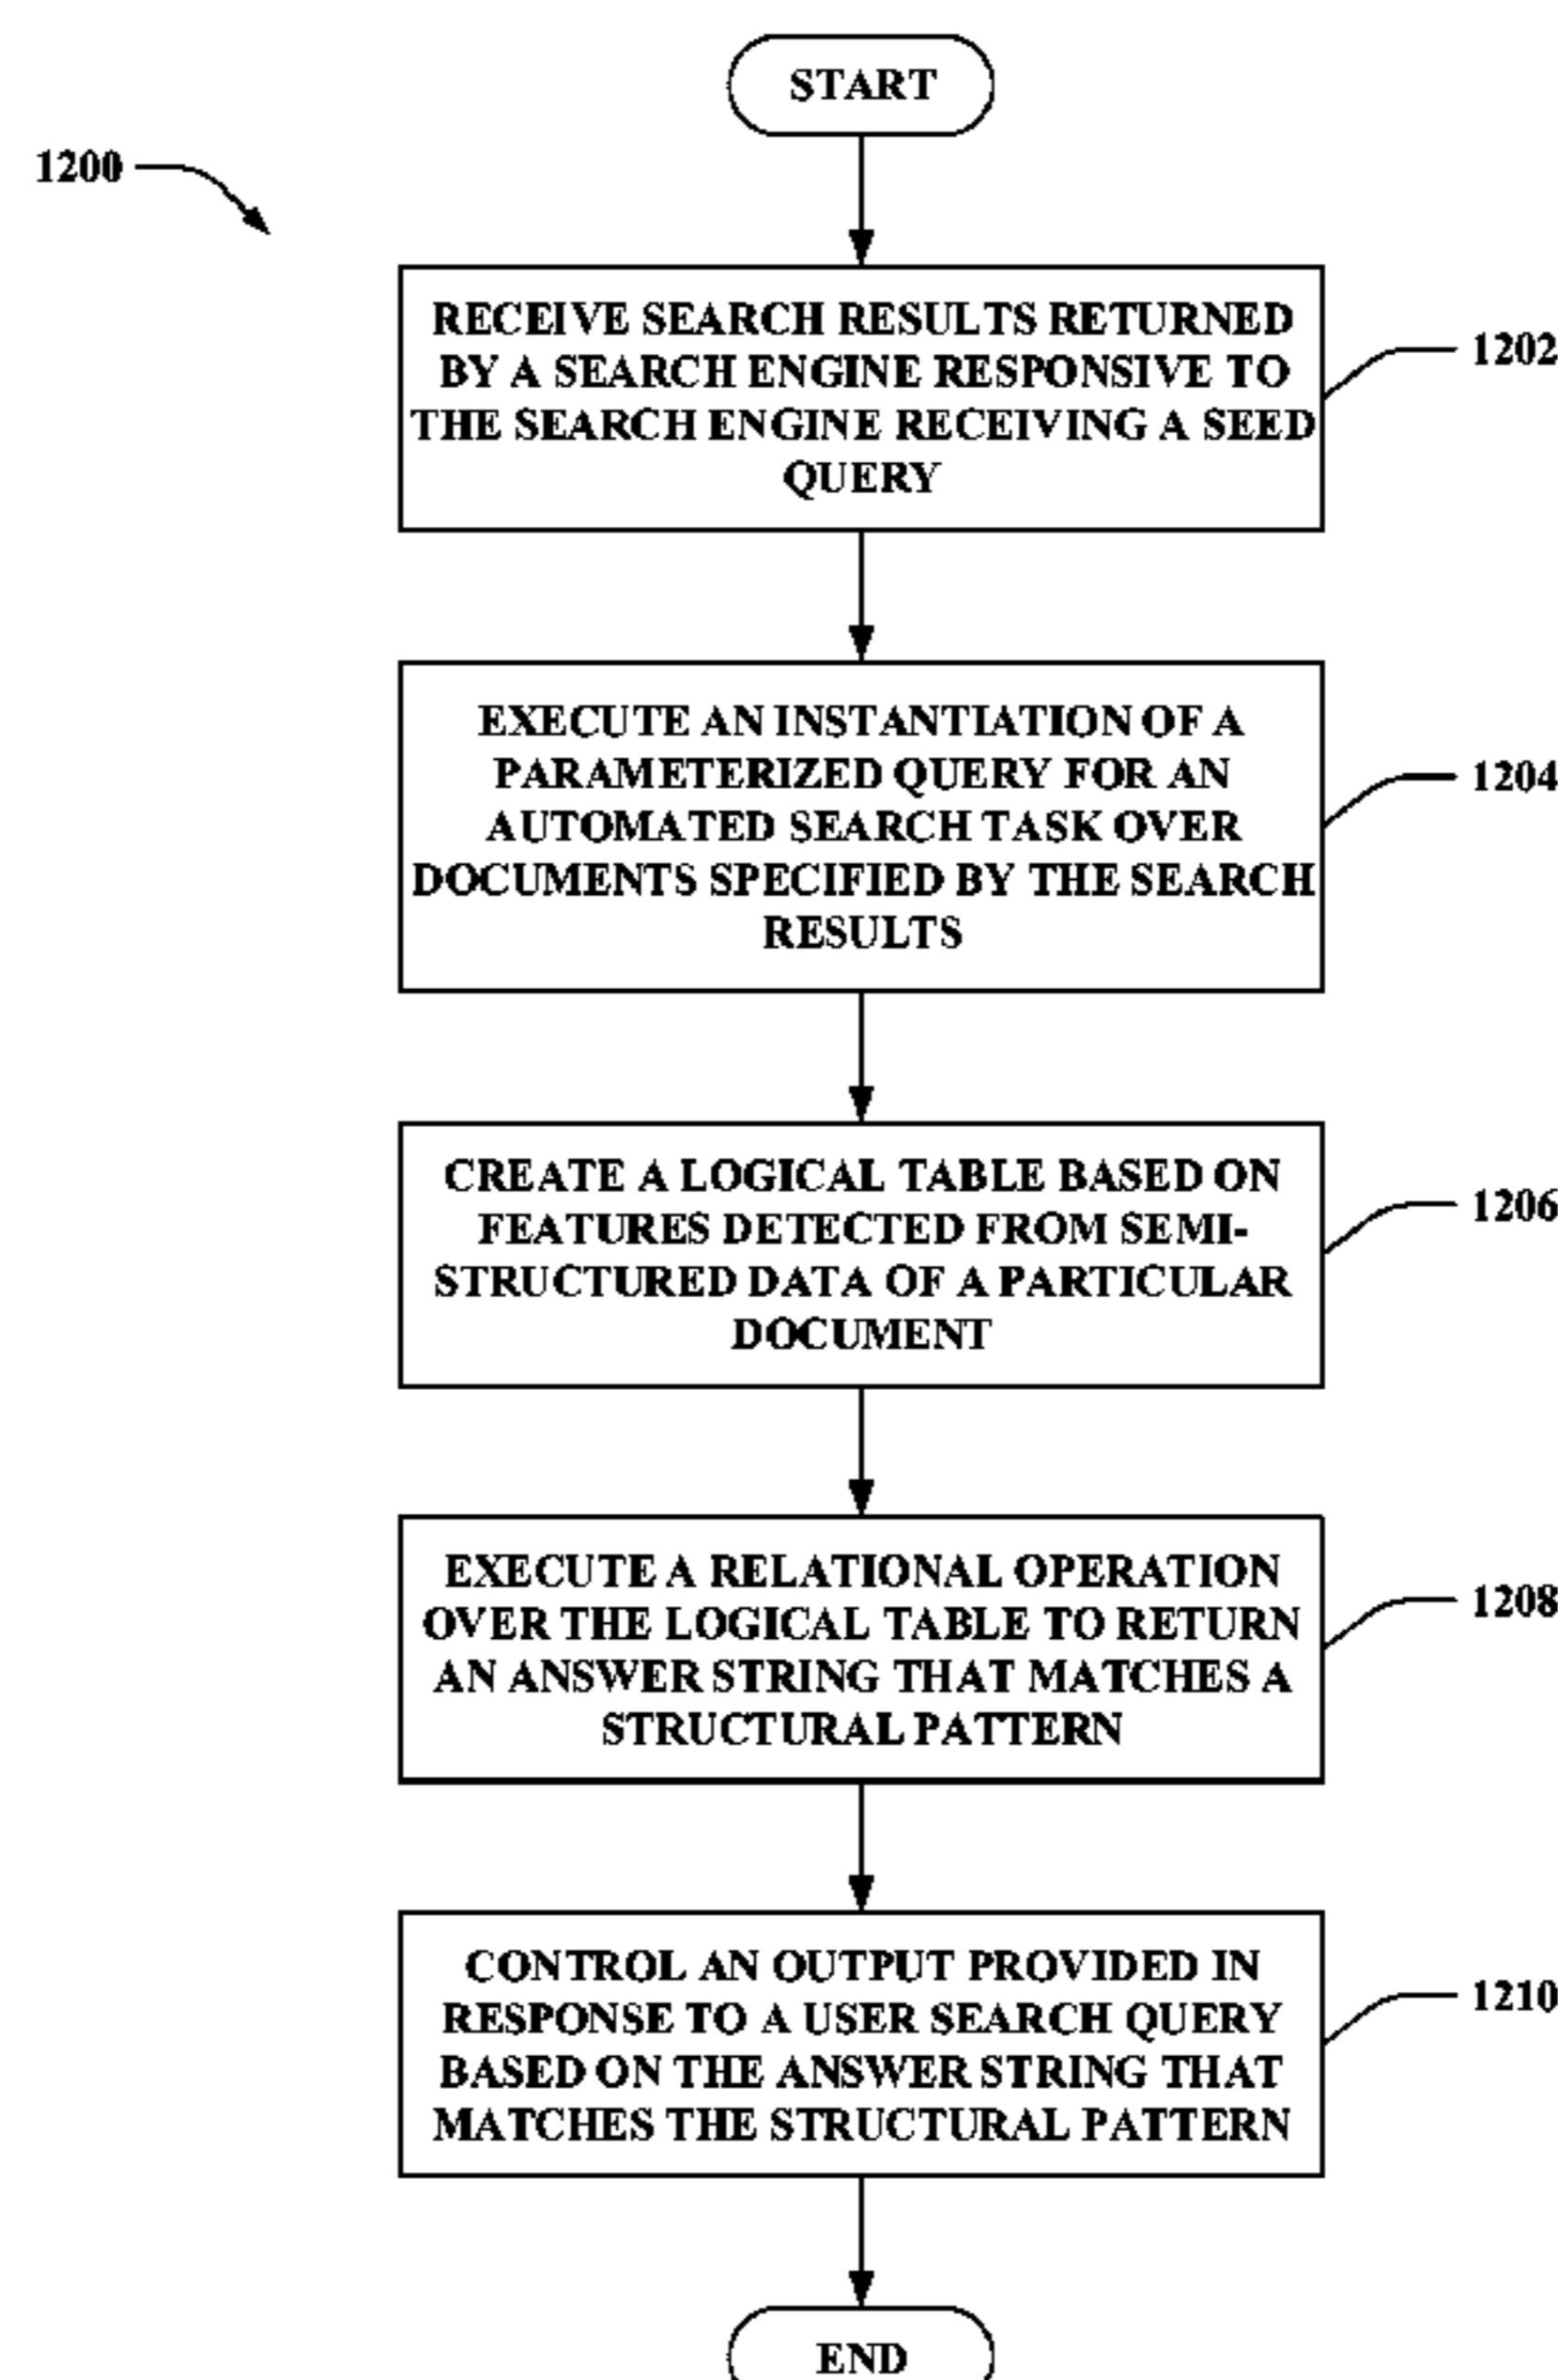 START
1200
RECEIVE SEARCH RESULTS RETURNED
BY A SEARCH ENGINE RESPONSIVE TO
THE SEARCH ENGINE RECEIVING A SEED
QUERY
1202
EXECUTE AN INSTANTIATION OF A
PARAMETERIZED QUERY FOR AN
AUTOMATED SEARCH TASK OVER
DOCUMENTS SPECIFIED BY THE SEARCH
RESULTS
1204
CREATE A LOGICAL TABLE BASED ON
FEATURES DETECTED FROM SEMI-
STRUCTURED DATA OF A PARTICULAR
DOCUMENT
1206
EXECUTE A RELATIONAL OPERATION
OVER THE LOGICAL TABLE TO RETURN
AN ANSWER STRING THAT MATCHES A
STRUCTURAL PATTERN
1208
CONTROL AN OUTPUT PROVIDED IN
RESPONSE TO A USER SEARCH QUERY
BASED ON THE ANSWER STRING THAT
MATCHES THE STRUCTURAL PATTERN
1210
END